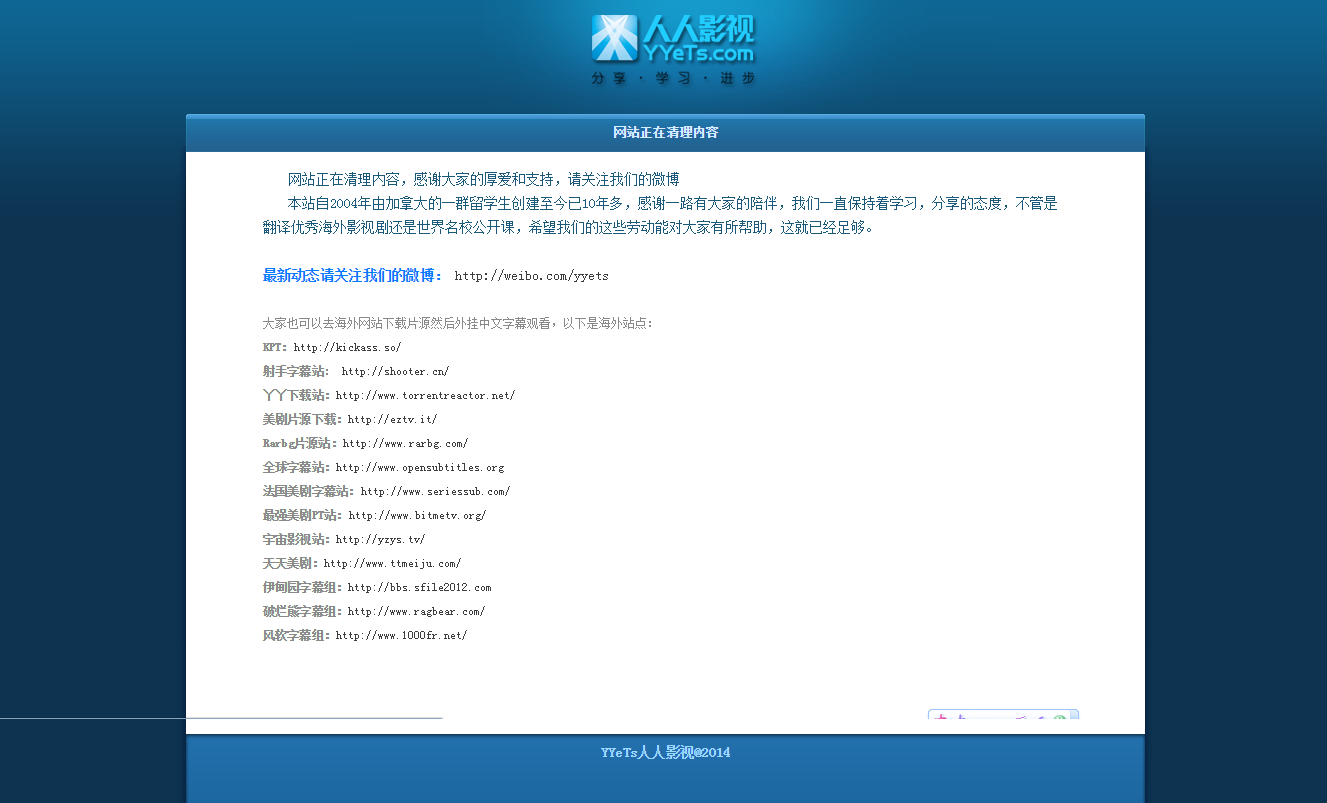 人人影视
YYeTs.com
分享·学习·进步
网站正在清理内容
网站正在清理内容，感谢大家的厚爱和支持，请关注我们的微博
本站自2004年由加拿大的一群留学生创建至今已10年多，感谢一路有大家的陪伴，我们一直保持着学习，分享的态度，不管是
翻译优秀海外影视剧还是世界名校公开课，希望我们的这些劳动能对大家有所帮助，这就已经足够。
最新动态请关注我们的微博： http://weibo.com/yyets
大家也可以去海外网站下载片源然后外挂中文字幕观看，以下是海外站点：
KPT：http://kickass.so/
射手字幕站： http://shooter.cn/
丫丫下载站：http://www.torrentreactor.net/
美剧片源下载：http://eztv.it/
Rarbg片源站：http://www.rarbg.com/
全球字幕站：http://www.opensubtitles.org
法国美剧字幕站：http://www.seriessub.com/
最强美剧PT站：http://www.bitmetv.org/
宇宙影视站：http://yzys.tv/
天天美剧：http://www.ttmeiju.com/
伊甸园字幕组：http://bbs.sfile2012.com
破烂熊字幕组：http://www.ragbear.com/
风软字幕组：http://www.1000fr.net/
YYeTs人人影视@2014